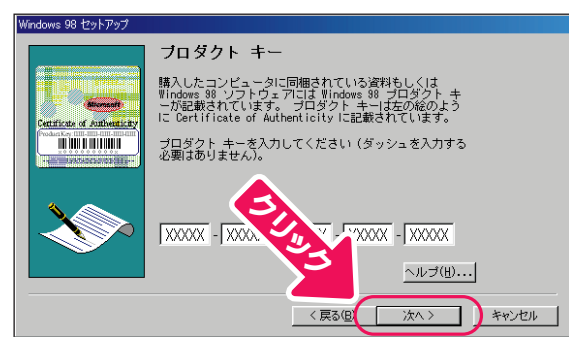 Windows 98 セットアップ
プロダクト キー
購入したコンピュータに同梱されている資料もしくは
Windows 98 ソフトウェアには Windows 98 プロダクト キ
ーが記載されています。 プロダクト キーは左の絵のよう
に Certificate of Authenticity に記載されています。
Microsoft
Certificate of Authenticity
Product Key
プロダクト キーを入力してください (ダッシュを入力する
必要はありません)。
XXXXX - XXXX - XXXX - XXXXX
クリック
ヘルプ(H)...
< 戻る(B) 次へ > キャンセル